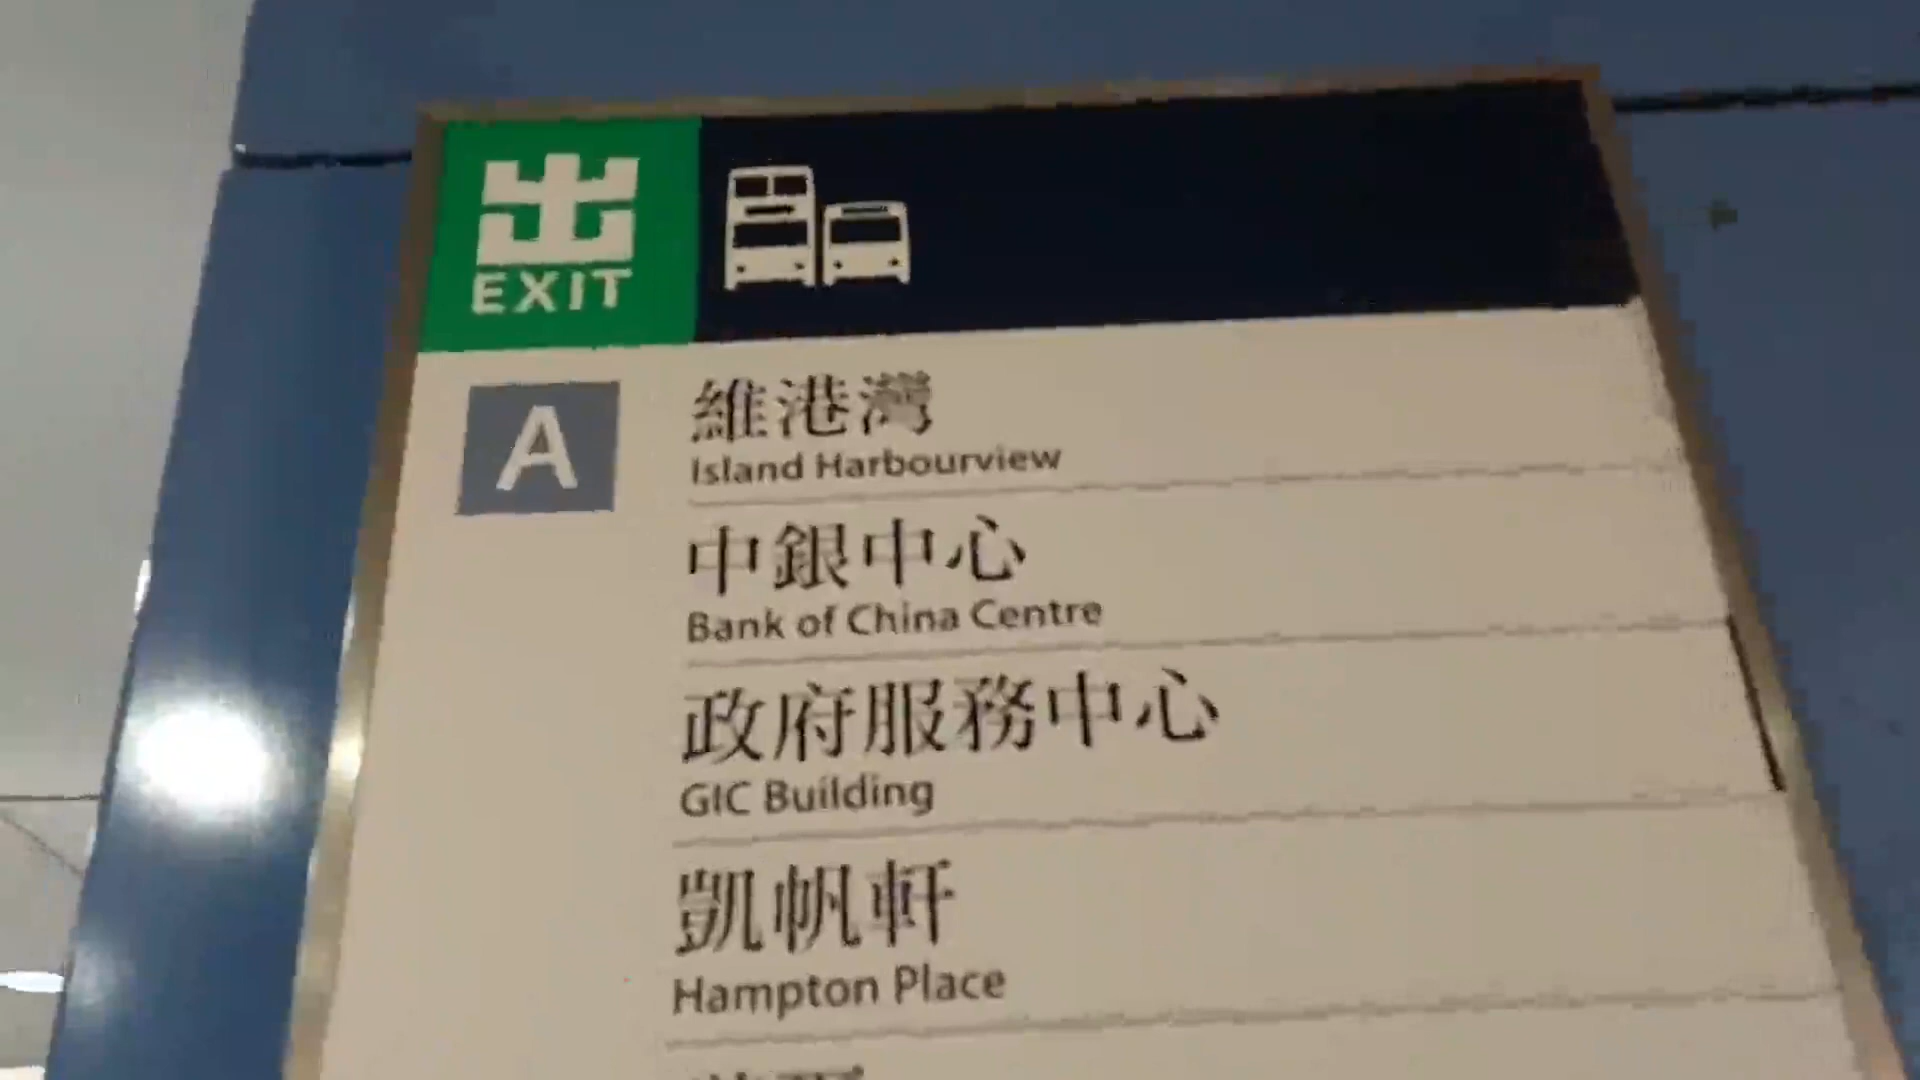 出
EXIT
A
維港灣
Island Harbourview
中銀中心
Bank of China Centre
政府服務中心
GIC Building
凱帆軒
Hampton Place